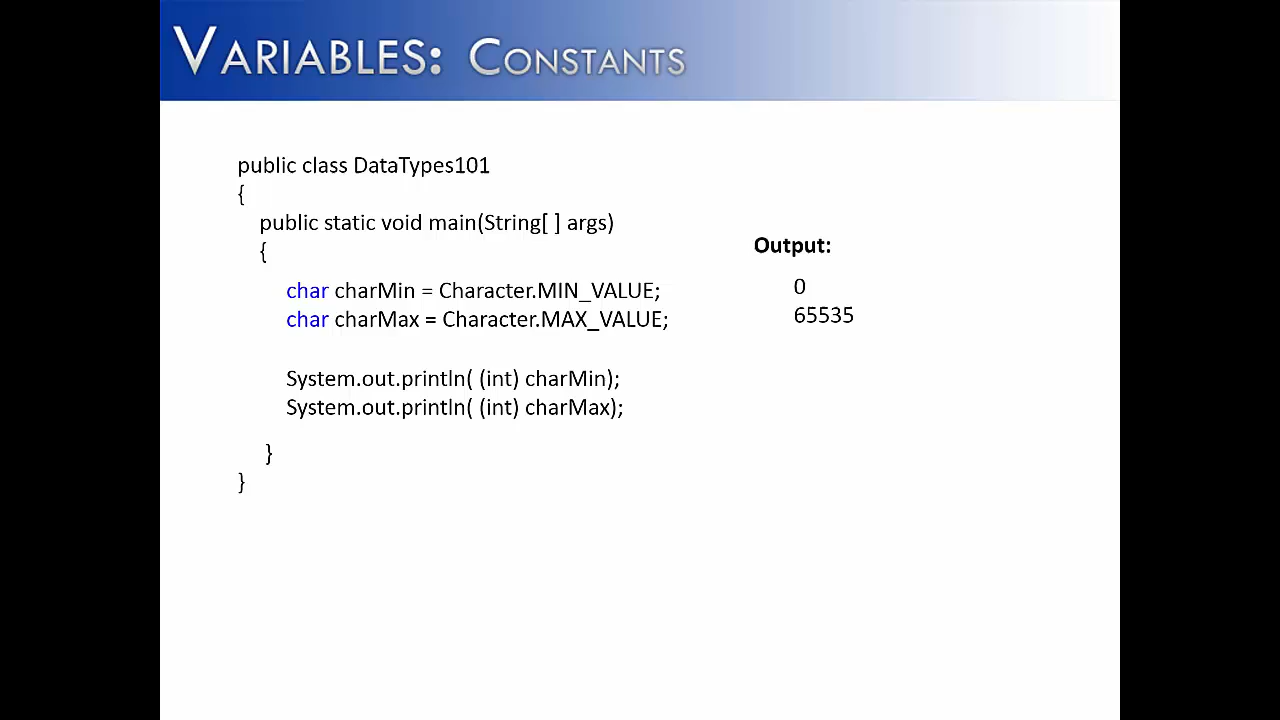 VARIABLES: CONSTANTS
public class DataTypes101
{
public static void main(String[ ] args)
{
char charMin = Character.MIN_VALUE;
char charMax = Character.MAX_VALUE;
System.out.println( (int) charMin);
System.out.println( (int) charMax);
}
}
Output:
0
65535